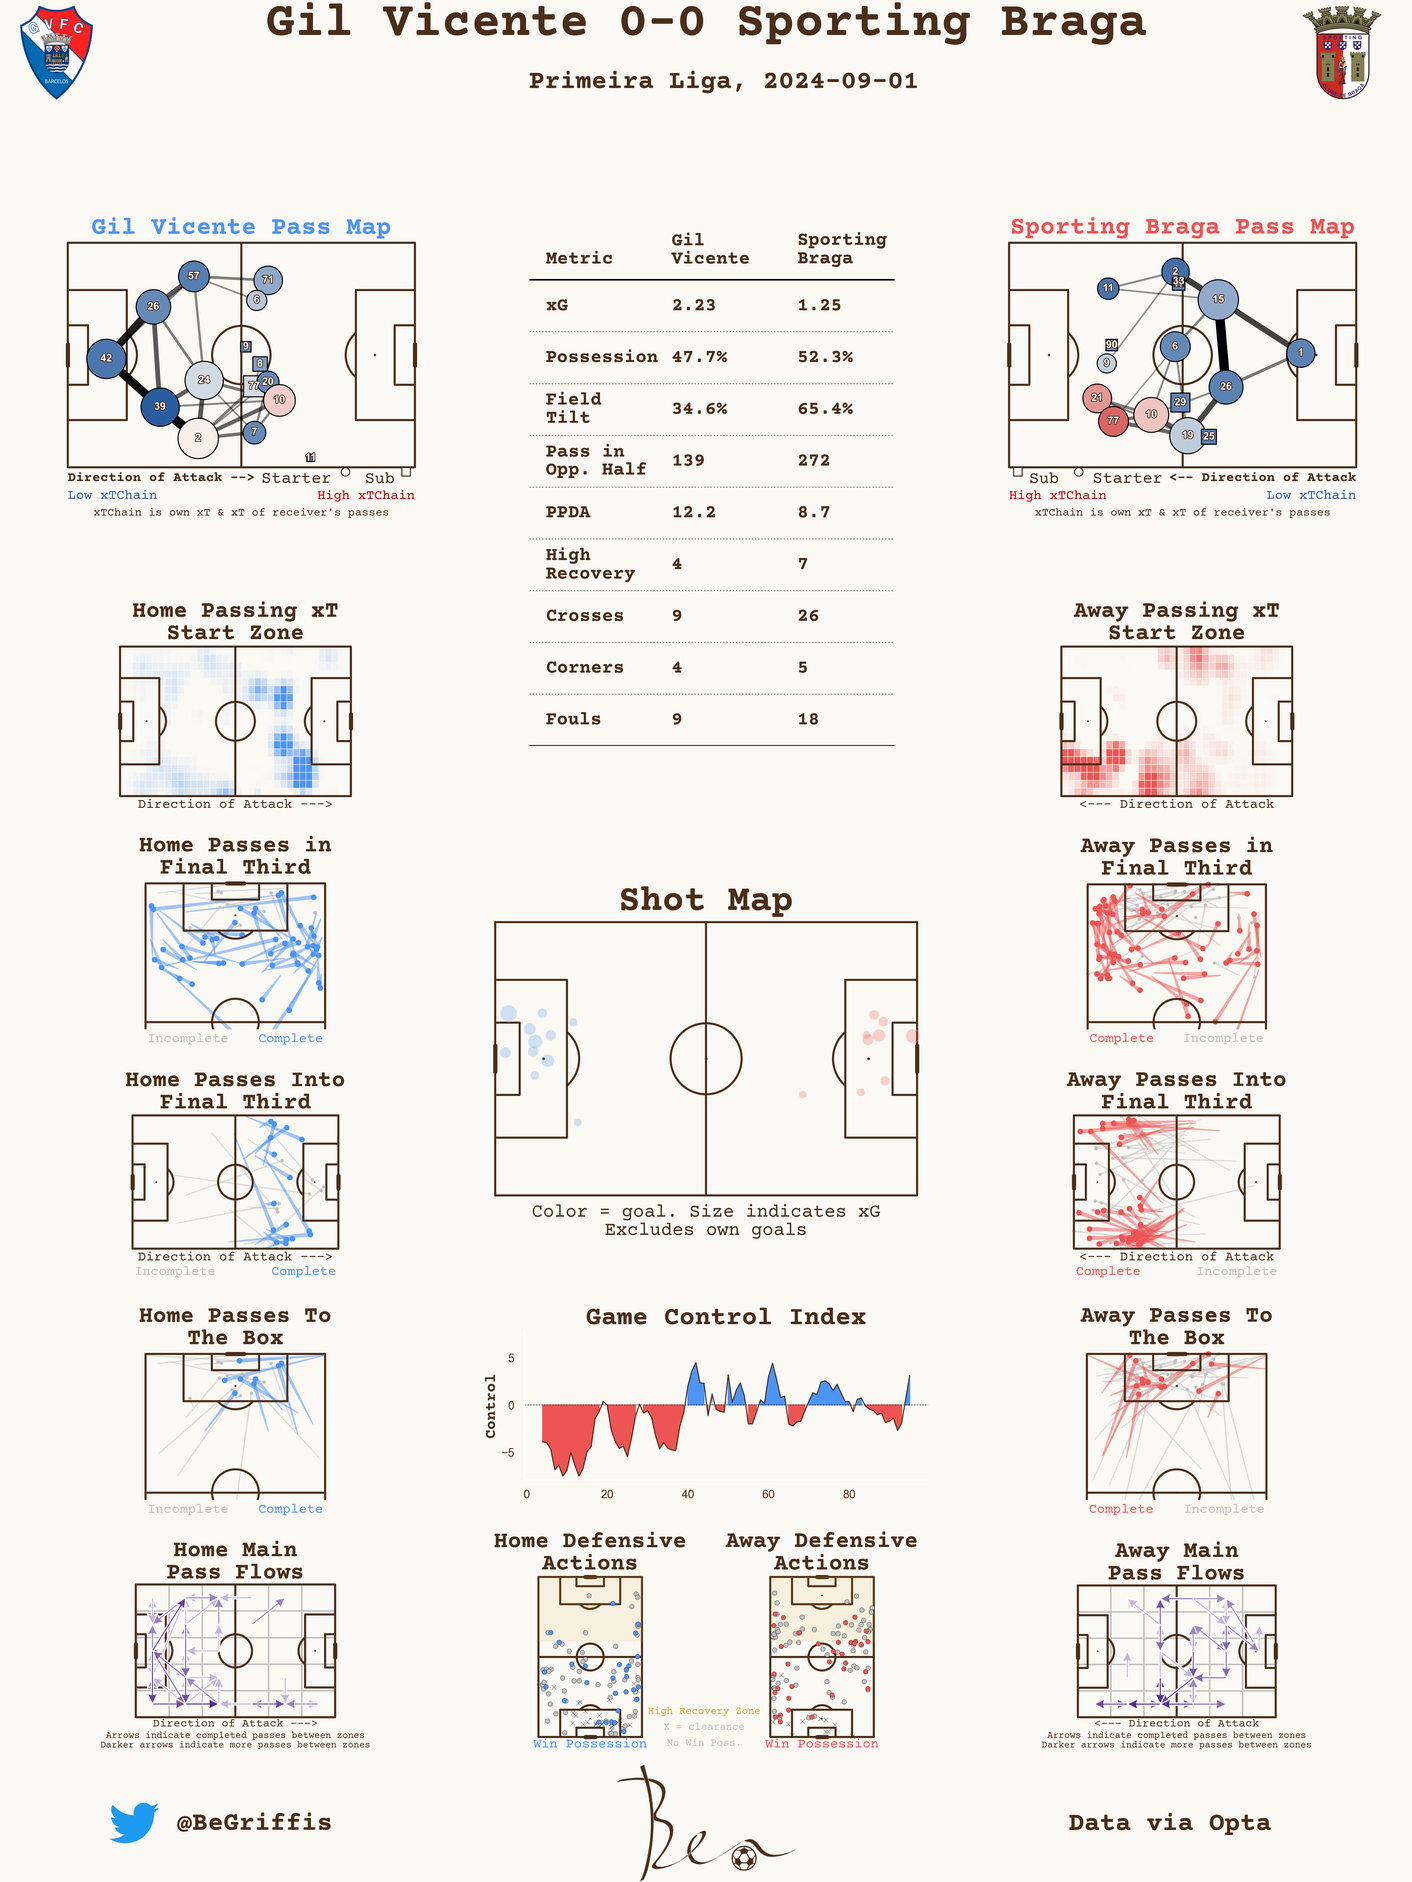 Gil Vicente 0-0 Sporting Braga
Primeira Liga, 2024-09-01
GVFC
BARCELOS
SPORTING
CLUBE DE BRAGA
Gil Vicente Pass Map
57
71
6
26
9
42
8
24
77
20
10
39
7
2
11
Direction of Attack --> Starter Sub
Low xTChain High xTChain
xTChain is own xT & xT of receiver's passes
Metric Gil Vicente Sporting Braga
xG 2.23 1.25
Possession 47.7% 52.3%
Field Tilt 34.6% 65.4%
Pass in Opp. Half 139 272
PPDA 12.2 8.7
High Recovery 4 7
Crosses 9 26
Corners 4 5
Fouls 9 18
Sporting Braga Pass Map
2
33
11
15
90
6
1
9
26
21
29
10
77
19
25
Sub Starter <-- Direction of Attack
High xTChain Low xTChain
xTChain is own xT & xT of receiver's passes
Home Passing xT
Start Zone
Direction of Attack --->
Away Passing xT
Start Zone
<--- Direction of Attack
Home Passes in
Final Third
Incomplete Complete
Shot Map
Color = goal. Size indicates xG
Excludes own goals
Away Passes in
Final Third
Complete Incomplete
Home Passes Into
Final Third
Direction of Attack --->
Incomplete Complete
Away Passes Into
Final Third
<--- Direction of Attack
Complete Incomplete
Home Passes To
The Box
Incomplete Complete
Game Control Index
Control
5
0
−5
0 20 40 60 80
Away Passes To
The Box
Complete Incomplete
Home Main
Pass Flows
Direction of Attack --->
Arrows indicate completed passes between zones
Darker arrows indicate more passes between zones
Home Defensive
Actions
Win Possession
Away Defensive
Actions
Win Possession
High Recovery Zone
X = clearance
No Win Poss.
Away Main
Pass Flows
<--- Direction of Attack
Arrows indicate completed passes between zones
Darker arrows indicate more passes between zones
@BeGriffis
Ben
Data via Opta